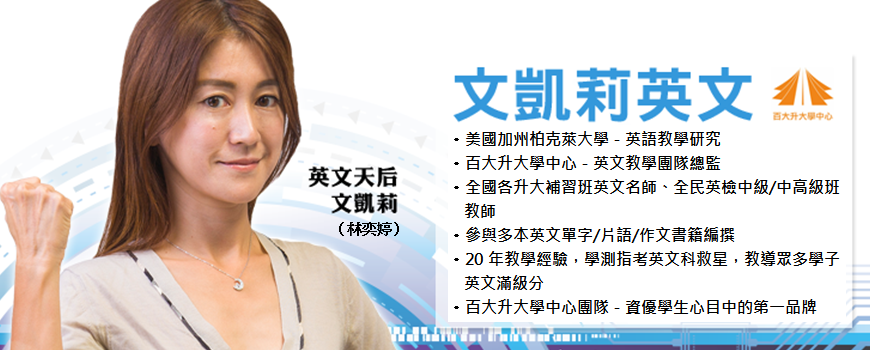 英文天后
文凱莉
（林奕婷）
文凱莉英文
百大升大學中心
• 美國加州柏克萊大學 - 英語教學研究
• 百大升大學中心 - 英文教學團隊總監
• 全國各升大補習班英文名師、全民英檢中級/中高級班
教師
• 參與多本英文單字/片語/作文書籍編撰
• 20 年教學經驗，學測指考英文科救星，教導眾多學子
英文滿級分
• 百大升大學中心團隊 - 資優學生心目中的第一品牌